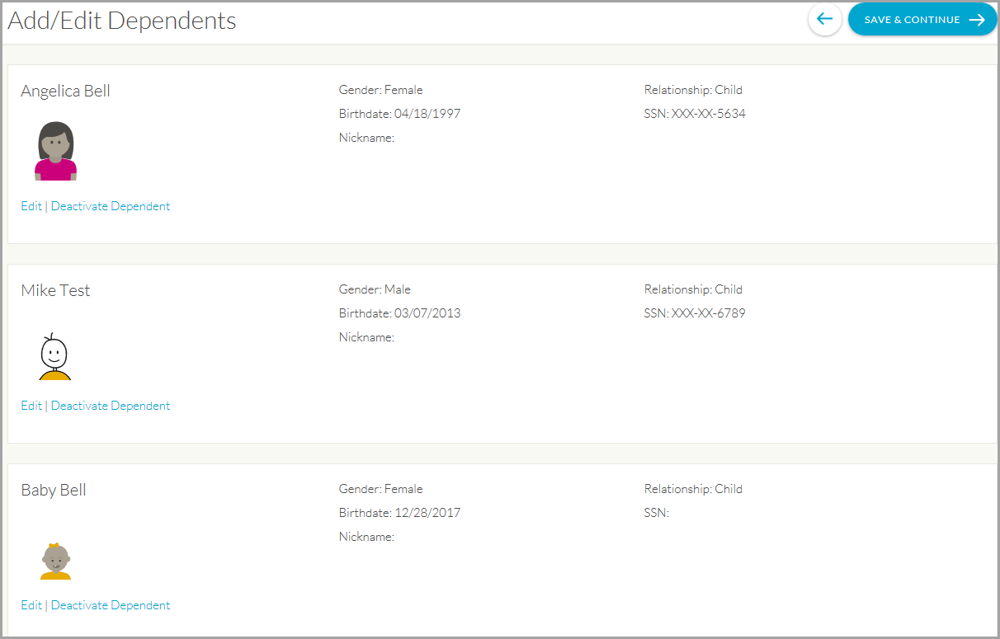 Add/Edit Dependents
SAVE & CONTINUE
Angelica Bell
Gender: Female
Relationship: Child
Birthdate: 04/18/1997
SSN: XXX-XX-5634
Nickname:
Edit | Deactivate Dependent
Mike Test
Gender: Male
Relationship: Child
Birthdate: 03/07/2013
SSN: XXX-XX-6789
Nickname:
Edit | Deactivate Dependent
Baby Bell
Gender: Female
Relationship: Child
Birthdate: 12/28/2017
SSN:
Nickname:
Edit | Deactivate Dependent